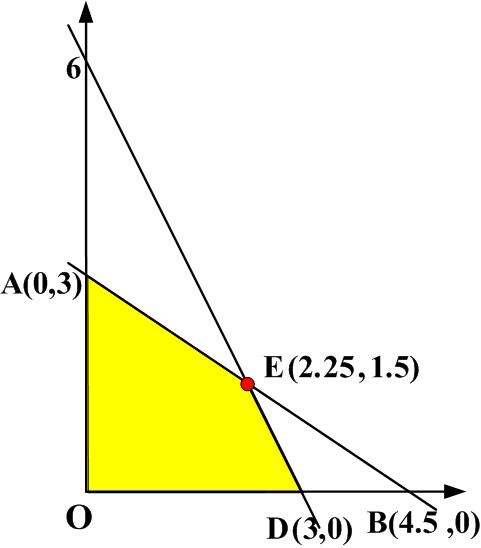 6
A(0,3)
E(2.25,1.5)
O
D(3,0)
B(4.5 ,0)